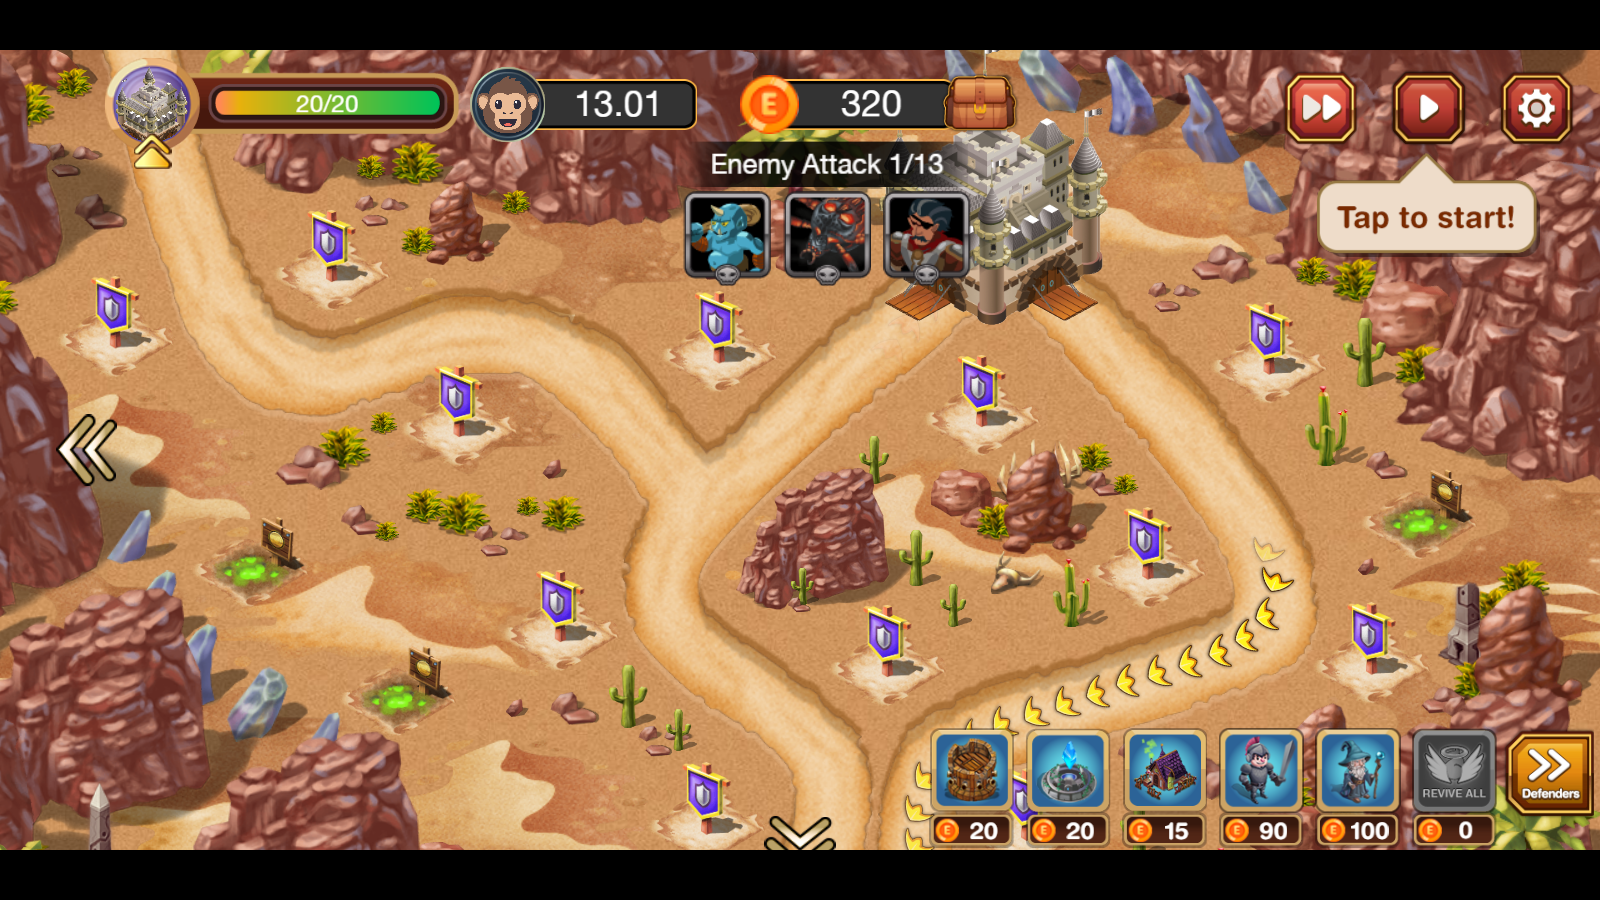 20/20
13.01
E
320
Enemy Attack 1/13
Tap to start!
REVIVE ALL
Defenders
E 20
E 20
E 15
E 90
E 100
E 0